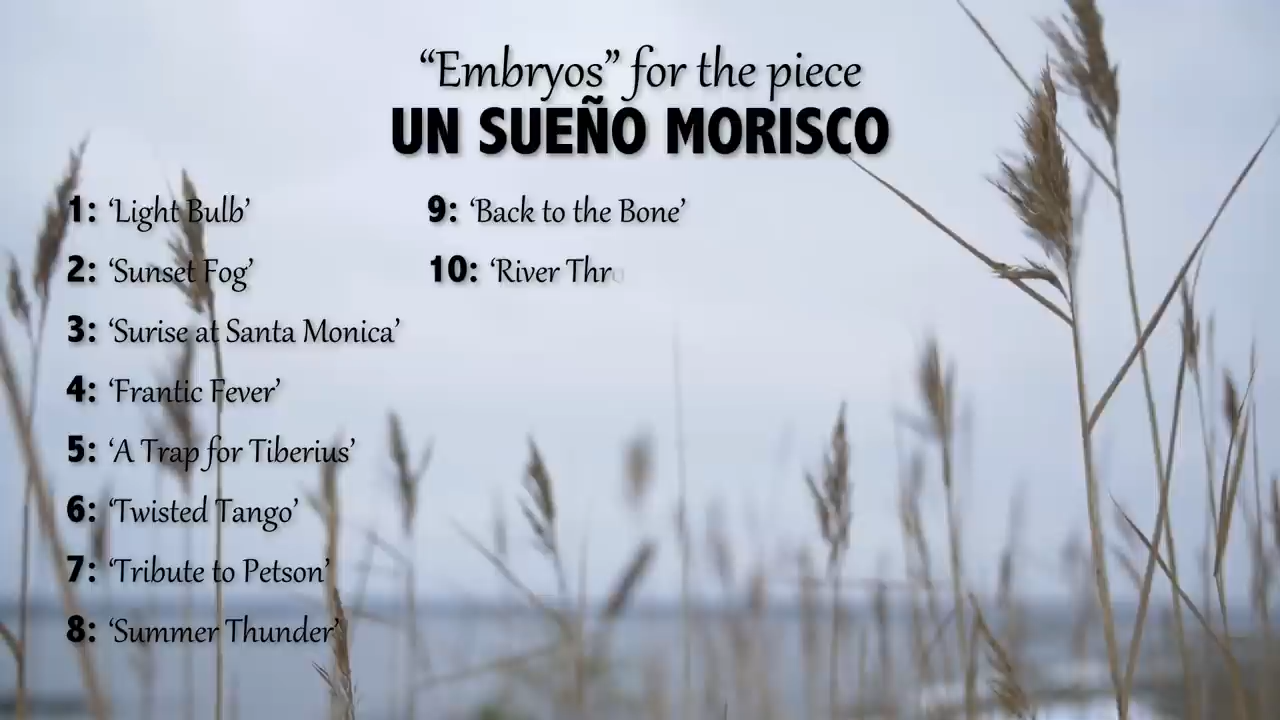 “Embryos” for the piece
UN SUEÑO MORISCO
1: ‘Light Bulb’
2: ‘Sunset Fog’
3: ‘Surise at Santa Monica’
4: ‘Frantic Fever’
5: ‘A Trap for Tiberius’
6: ‘Twisted Tango’
7: ‘Tribute to Petson’
8: ‘Summer Thunder’
9: ‘Back to the Bone’
10: ‘River